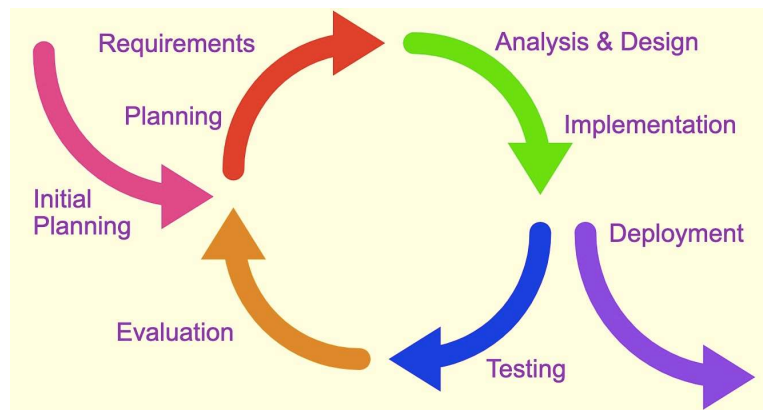 Requirements
Analysis & Design
Planning
Implementation
Initial
Planning
Deployment
Evaluation
Testing